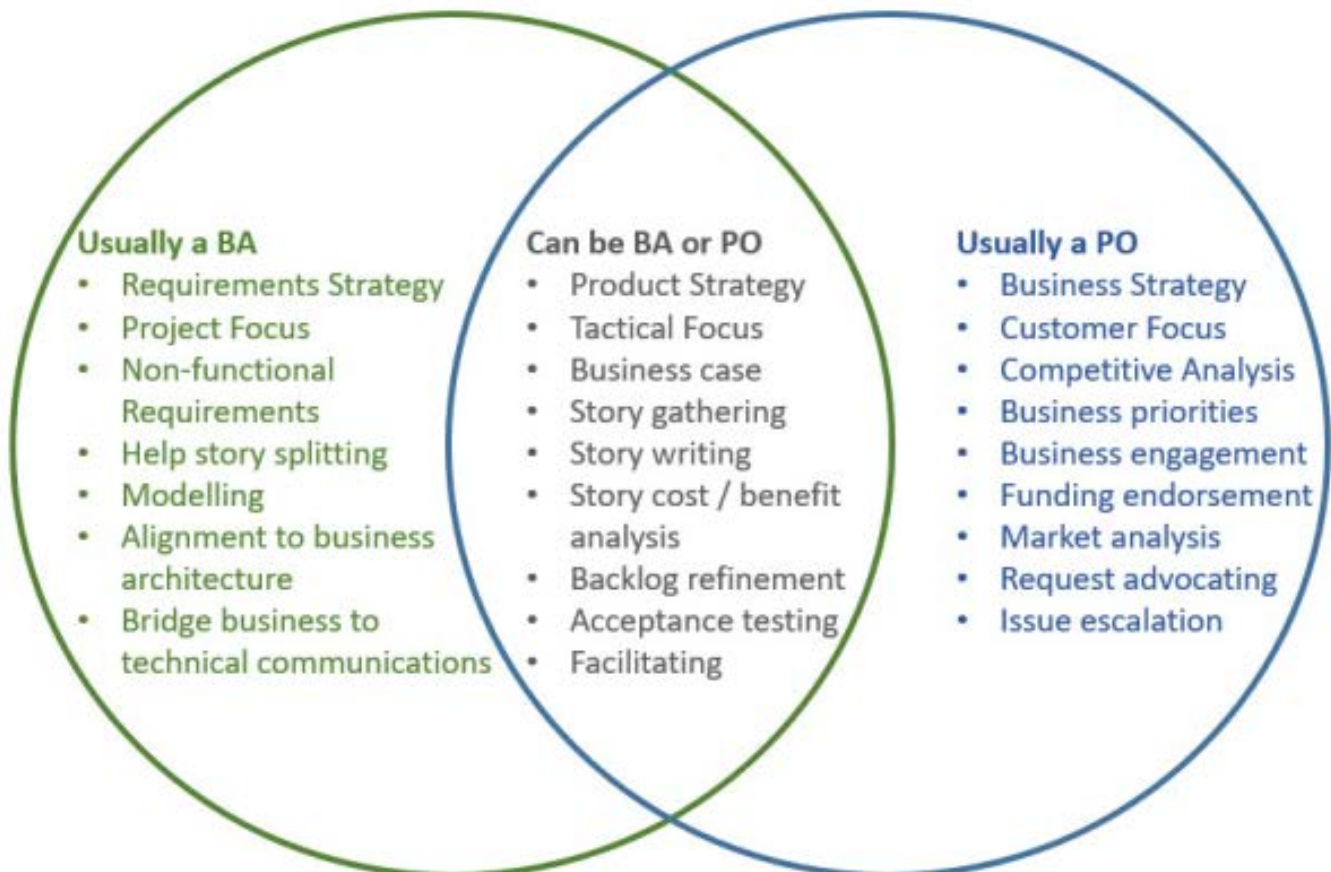 Usually a BA
• Requirements Strategy
• Project Focus
• Non-functional
Requirements
• Help story splitting
• Modelling
• Alignment to business
architecture
• Bridge business to
technical communications
Can be BA or PO
• Product Strategy
• Tactical Focus
• Business case
• Story gathering
• Story writing
• Story cost / benefit
analysis
• Backlog refinement
• Acceptance testing
• Facilitating
Usually a PO
• Business Strategy
• Customer Focus
• Competitive Analysis
• Business priorities
• Business engagement
• Funding endorsement
• Market analysis
• Request advocating
• Issue escalation